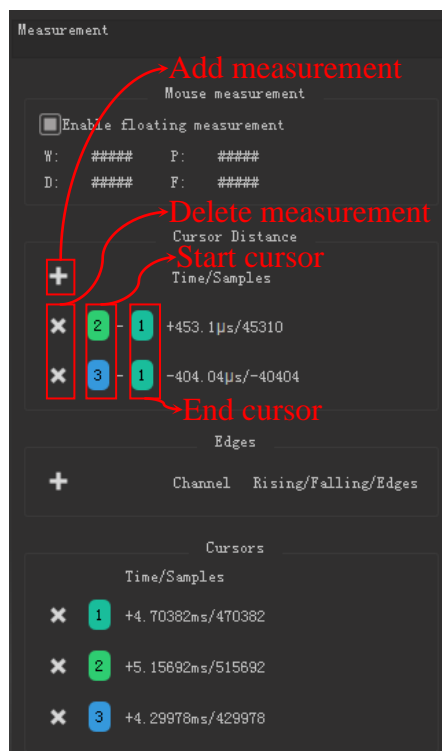 Measurement
Add measurement
Mouse measurement
Enable floating measurement
W: ##### P: #####
D: ##### F: #####
Delete measurement
Cursor Distance
Start cursor
Time/Samples
2 - 1 +453.1μs/45310
3 - 1 -404.04μs/-40404
End cursor
Edges
Channel Rising/Falling/Edges
Cursors
Time/Samples
1 +4.70382ms/470382
2 +5.15692ms/515692
3 +4.29978ms/429978